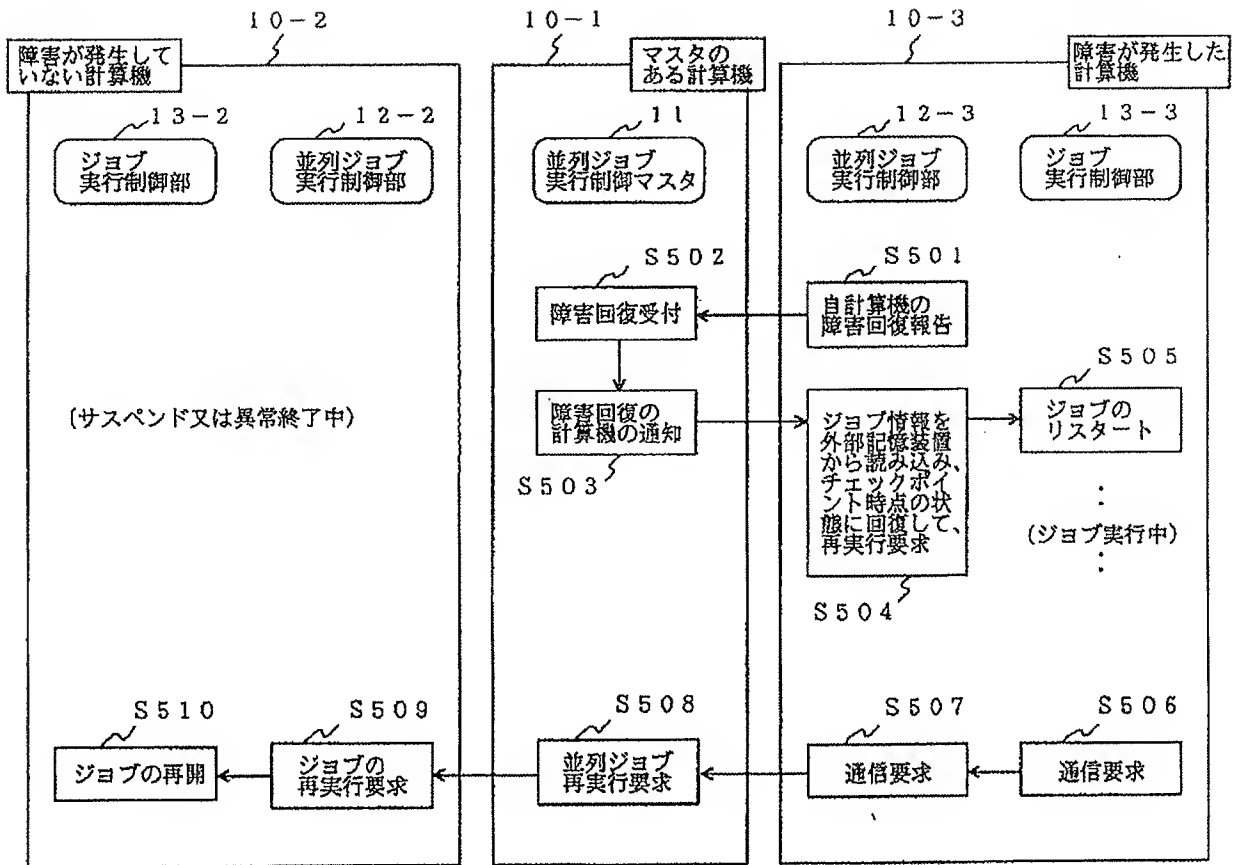 10-2
10-1
10-3
障害が発生して
いない計算機
マスタの
ある計算機
障害が発生した
計算機
13-2
12-2
11
12-3
13-3
ジョブ
実行制御部
並列ジョブ
実行制御部
並列ジョブ
実行制御マスタ
並列ジョブ
実行制御部
ジョブ
実行制御部
S502
S501
障害回復受付
自計算機の
障害回復報告
S505
(サスペンド又は異常終了中)
障害回復の
計算機の通知
S503
ジョブ情報を
外部記憶装置
から読み込み、
チェックポイ
ント時点の状
態に回復して、
再実行要求
S504
ジョブの
リスタート
(ジョブ実行中)
S510
S509
S508
S507
S506
ジョブの再開
ジョブの
再実行要求
並列ジョブ
再実行要求
通信要求
通信要求